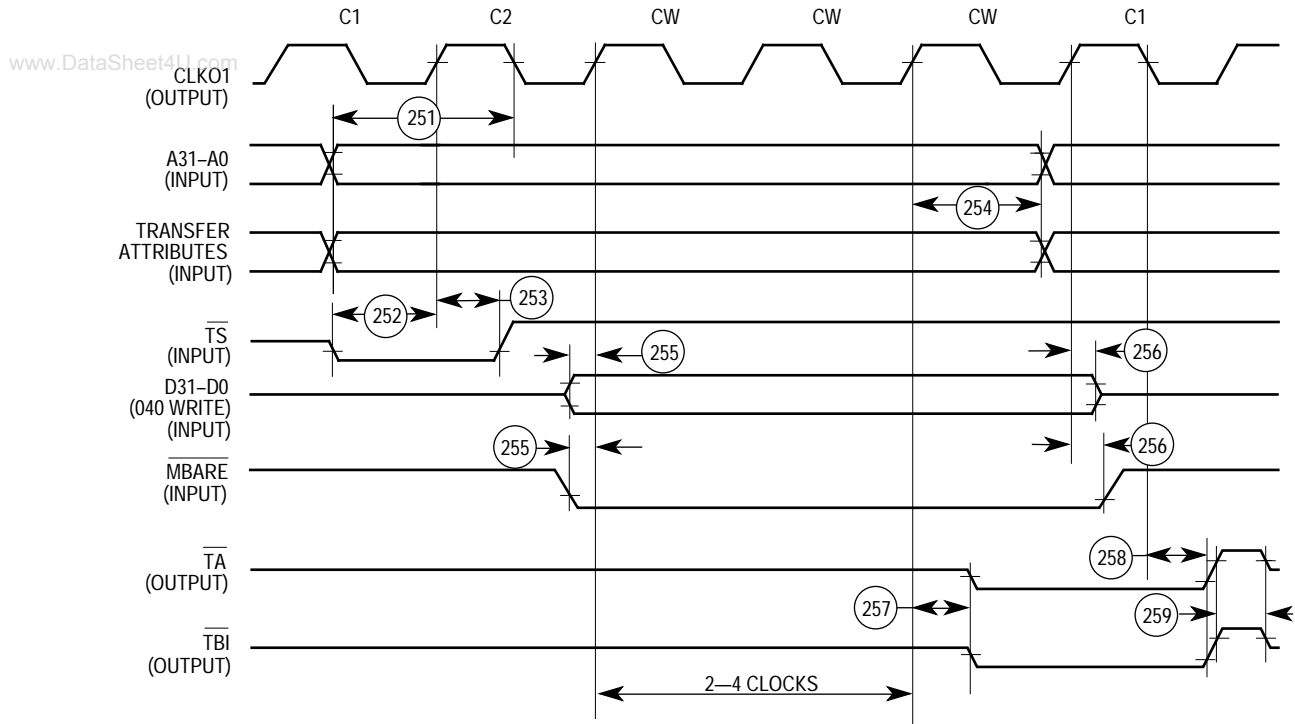 C1 C2 CW CW CW C1
www.DataSheet4U.com
CLKO1
(OUTPUT)
251
A31–A0
(INPUT)
254
TRANSFER
ATTRIBUTES
(INPUT)
252
253
TS
(INPUT)
255
256
D31–D0
(040 WRITE)
(INPUT)
255
256
MBARE
(INPUT)
TA
(OUTPUT)
258
257
259
TBI
(OUTPUT)
2—4 CLOCKS